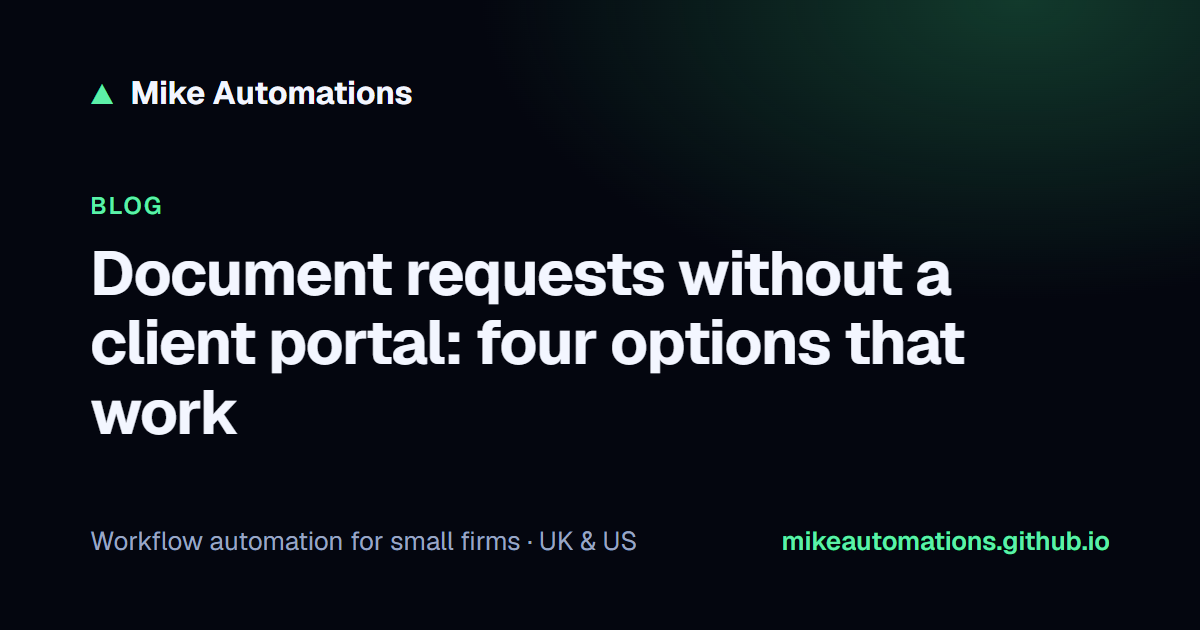 Mike Automations
BLOG
Document requests without a
client portal: four options that
work
Workflow automation for small firms · UK & US
mikeautomations.github.io